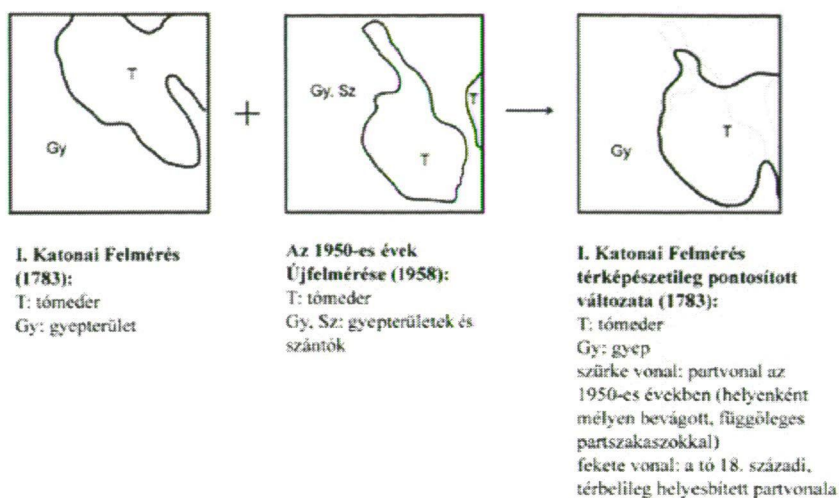 T
Gy
+
Gy, Sz
T
T
Gy
T
I. Katonai Felmérés
(1783):
T: tómeder
Gy: gyepterület
Az 1950-es évek
Újfelmérése (1958):
T: tómeder
Gy, Sz: gyepterületek és
szántók
I. Katonai Felmérés
térképészetileg pontosított
változata (1783):
T: tómeder
Gy: gyep
szürke vonal: partvonal az
1950-es években (helyenként
mélyen bevágott, függőleges
partszakaszokkal)
fekete vonal: a tó 18. századi,
térbelileg helyesbített partvonala